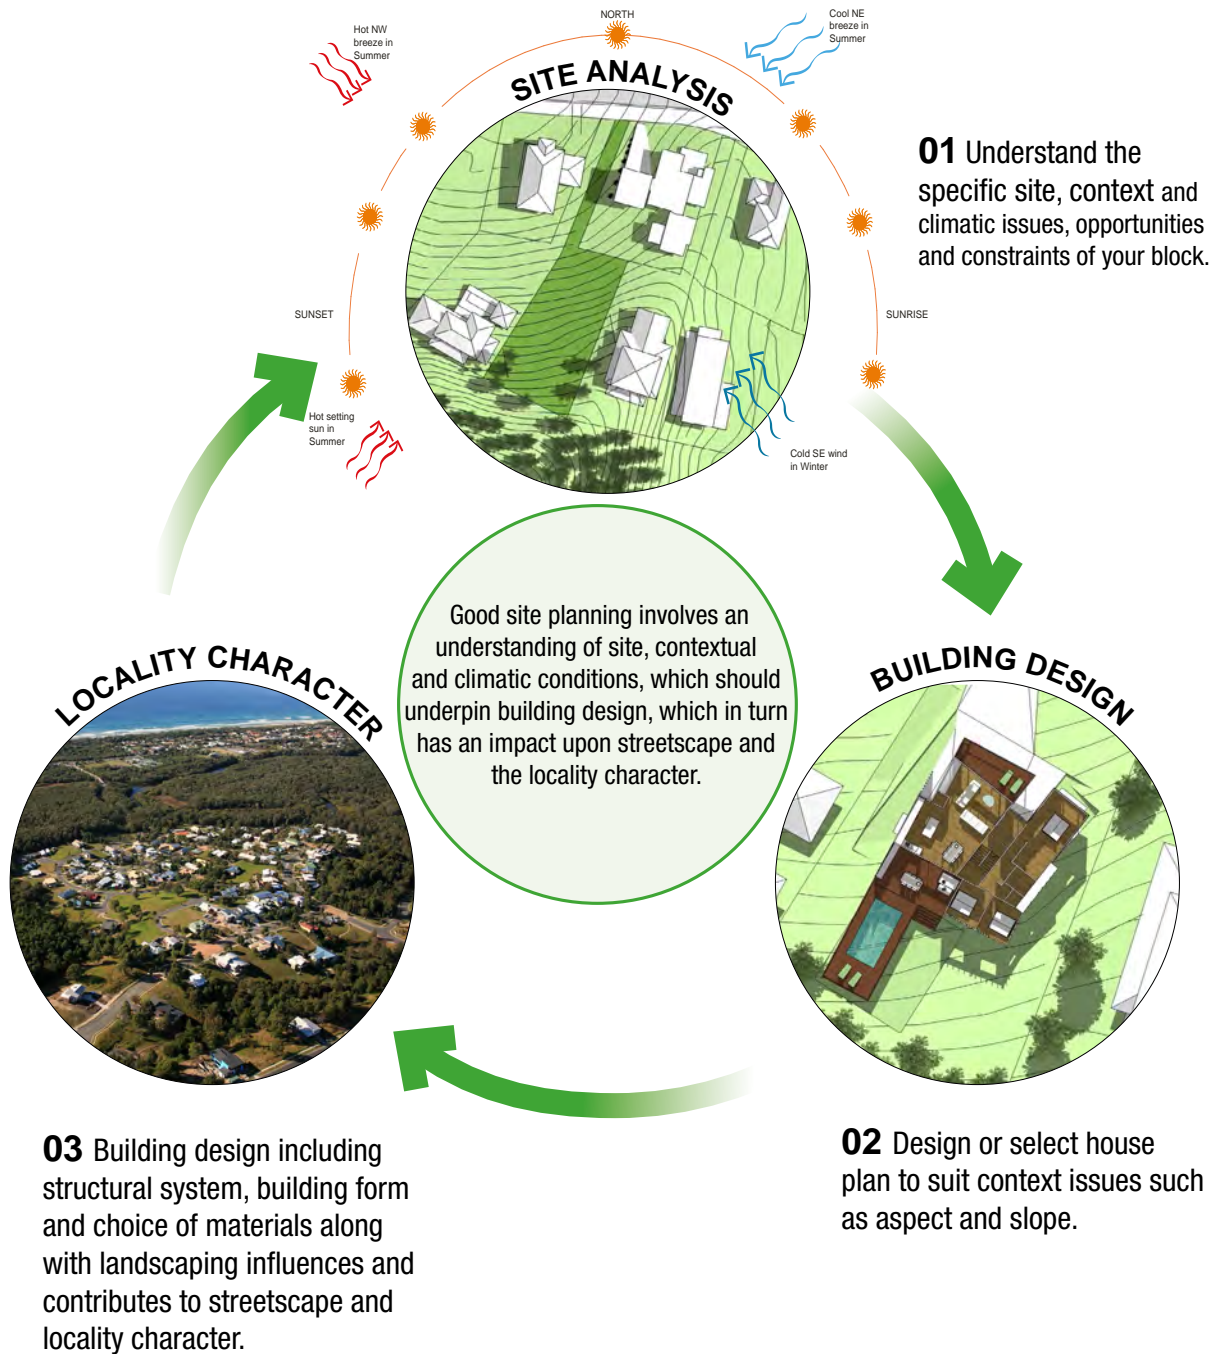 NORTH
Hot NW
breeze in
Summer
Cool NE
breeze in
Summer
SITE ANALYSIS
01 Understand the
specific site, context and
climatic issues, opportunities
and constraints of your block.
SUNSET
SUNRISE
Hot setting
sun in
Summer
Cold SE wind
in Winter
Good site planning involves an
understanding of site, contextual
and climatic conditions, which should
underpin building design, which in turn
has an impact upon streetscape and
the locality character.
LOCALITY CHARACTER
BUILDING DESIGN
02 Design or select house
plan to suit context issues such
as aspect and slope.
03 Building design including
structural system, building form
and choice of materials along
with landscaping influences and
contributes to streetscape and
locality character.